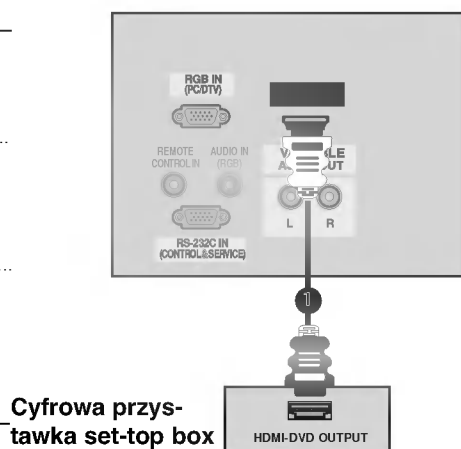 RGB IN
(PC/DTV)
REMOTE
CONTROL IN
AUDIO IN
(RGB)
L R
RS-232C IN
(CONTROL&SERVICE)
1
Cyfrowa przys-
tawka set-top box
HDMI-DVD OUTPUT